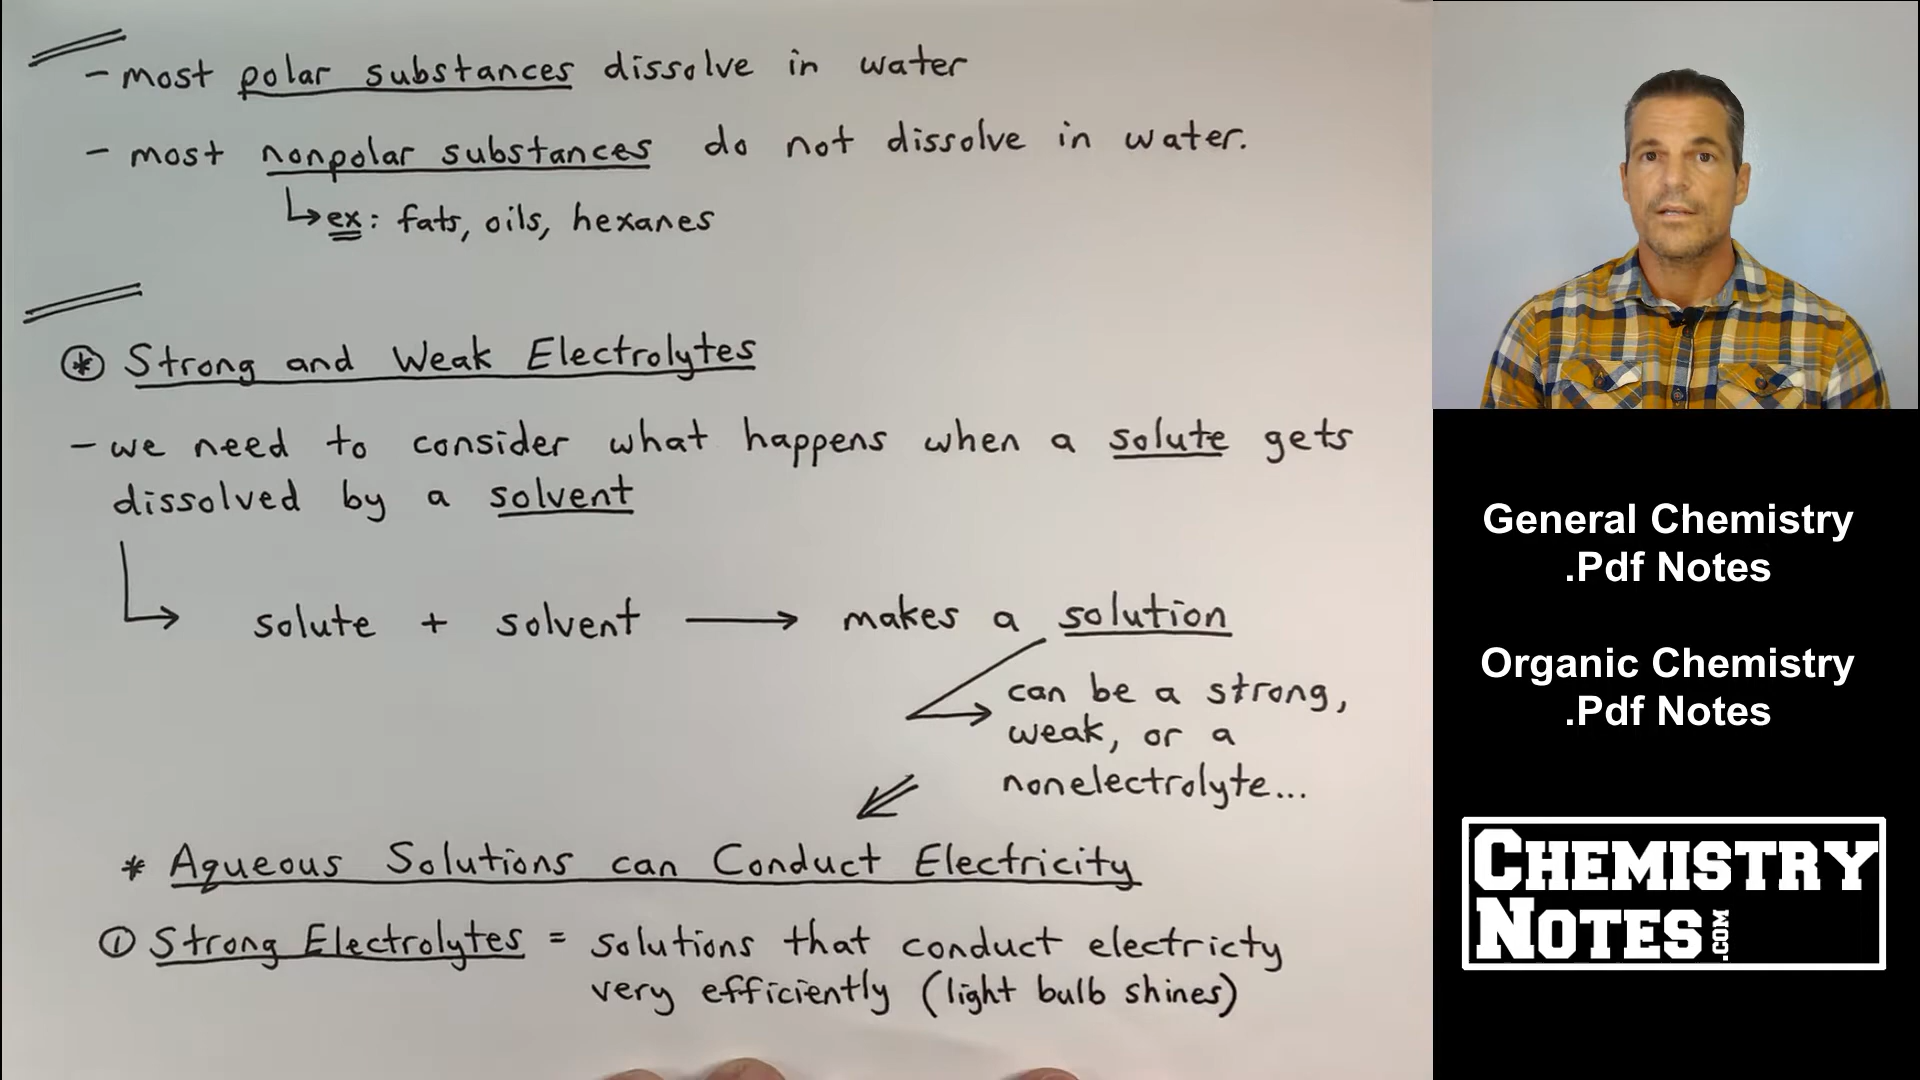 - most polar substances dissolve in water
- most nonpolar substances do not dissolve in water.
ex: fats, oils, hexanes
* Strong and Weak Electrolytes
- we need to consider what happens when a solute gets
dissolved by a solvent
solute + solvent → makes a solution
can be a strong,
weak, or a
nonelectrolyte...
* Aqueous Solutions can Conduct Electricity
① Strong Electrolytes = solutions that conduct electricty
very efficiently (light bulb shines)
General Chemistry
.Pdf Notes
Organic Chemistry
.Pdf Notes
CHEMISTRY
NOTES.COM